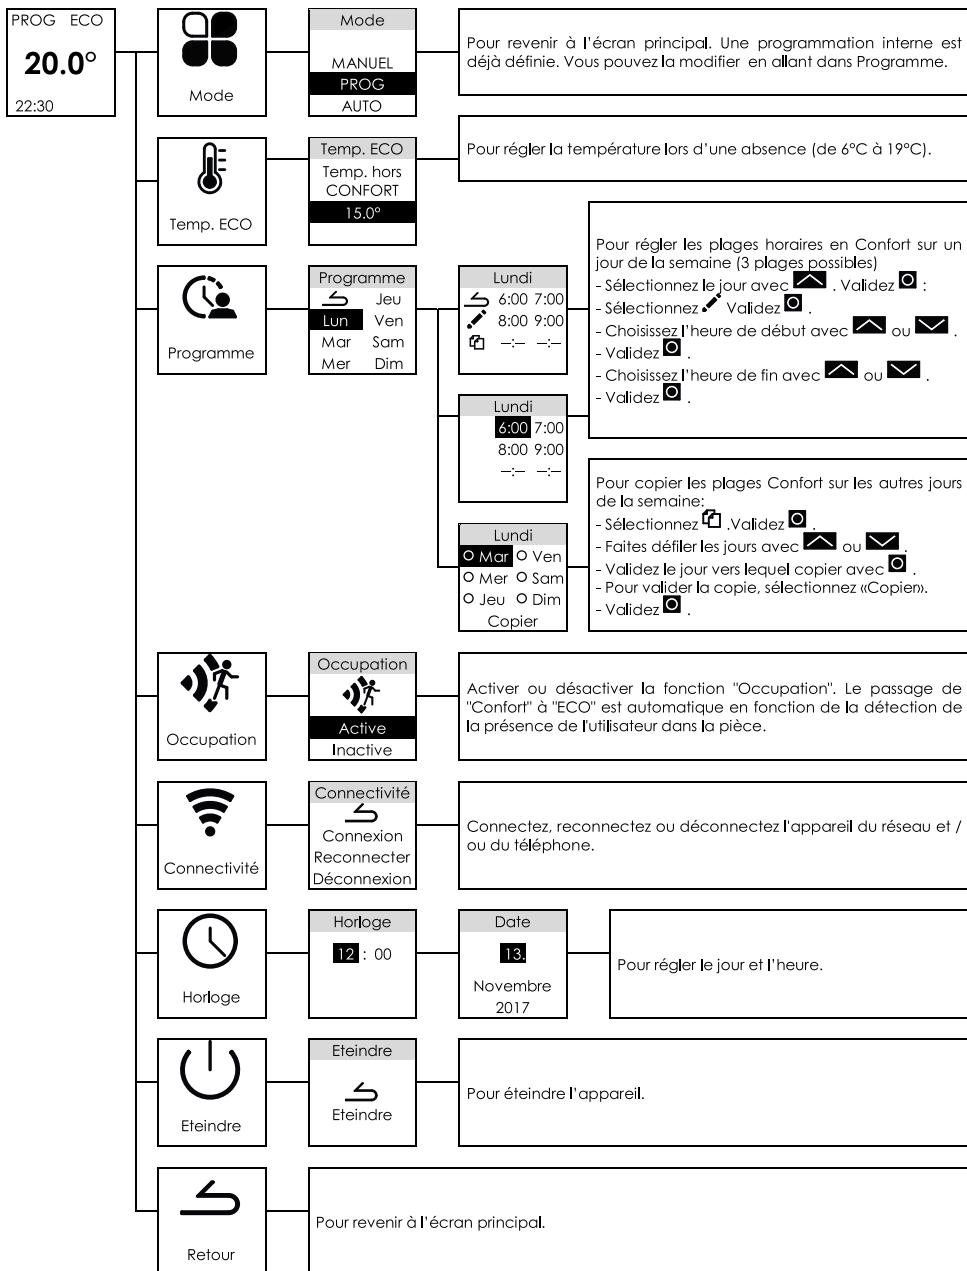 PROG ECO
20.0°
22:30
Mode
Mode
MANUEL
PROG
AUTO
Pour revenir à l'écran principal. Une programmation interne est
déjà définie. Vous pouvez la modifier en allant dans Programme.
Temp. ECO
Temp. ECO
Temp. hors
CONFORT
15.0°
Pour régler la température lors d'une absence (de 6°C à 19°C).
Programme
Programme
Jeu
Lun Ven
Mar Sam
Mer Dim
Lundi
6:00 7:00
8:00 9:00
–:– –:–
Pour régler les plages horaires en Confort sur un
jour de la semaine (3 plages possibles)
- Sélectionnez le jour avec . Validez :
- Sélectionnez Validez .
- Choisissez l'heure de début avec ou .
- Validez .
- Choisissez l'heure de fin avec ou .
- Validez .
Lundi
6:00 7:00
8:00 9:00
–:– –:–
Lundi
Mar Ven
Mer Sam
Jeu Dim
Copier
Pour copier les plages Confort sur les autres jours
de la semaine:
- Sélectionnez .Validez .
- Faites défiler les jours avec ou .
- Validez le jour vers lequel copier avec .
- Pour valider la copie, sélectionnez «Copier».
- Validez .
Occupation
Occupation
Active
Inactive
Activer ou désactiver la fonction "Occupation". Le passage de
"Confort" à "ECO" est automatique en fonction de la détection de
la présence de l'utilisateur dans la pièce.
Connectivité
Connectivité
Connexion
Reconnecter
Déconnexion
Connectez, reconnectez ou déconnectez l'appareil du réseau et /
ou du téléphone.
Horloge
Horloge
12 : 00
Date
13.
Novembre
2017
Pour régler le jour et l'heure.
Eteindre
Eteindre
Eteindre
Pour éteindre l'appareil.
Retour
Pour revenir à l'écran principal.